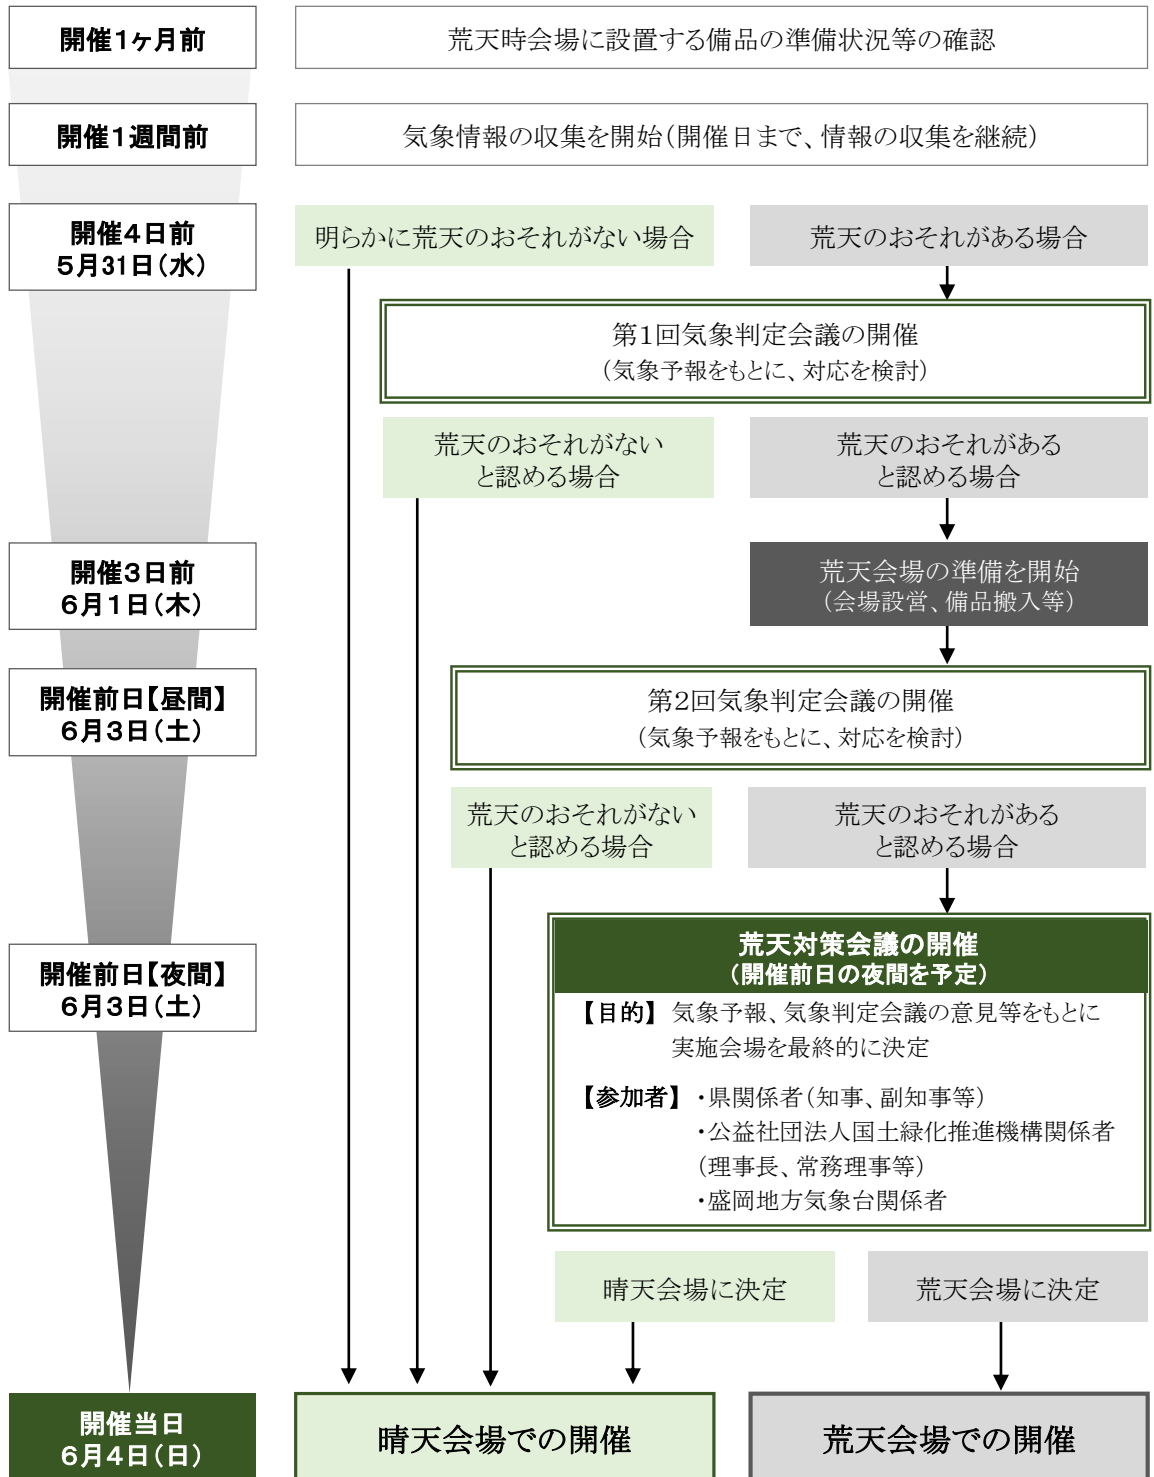 開催1ヶ月前
荒天時会場に設置する備品の準備状況等の確認
開催1週間前
気象情報の収集を開始(開催日まで、情報の収集を継続)
開催4日前
5月31日(水)
明らかに荒天のおそれがない場合
荒天のおそれがある場合
第1回気象判定会議の開催
(気象予報をもとに、対応を検討)
荒天のおそれがない
と認める場合
荒天のおそれがある
と認める場合
開催3日前
6月1日(木)
荒天会場の準備を開始
(会場設営、備品搬入等)
開催前日【昼間】
6月3日(土)
第2回気象判定会議の開催
(気象予報をもとに、対応を検討)
荒天のおそれがない
と認める場合
荒天のおそれがある
と認める場合
開催前日【夜間】
6月3日(土)
荒天対策会議の開催
(開催前日の夜間を予定)
【目的】 気象予報、気象判定会議の意見等をもとに
実施会場を最終的に決定
【参加者】 ・県関係者(知事、副知事等)
・公益社団法人国土緑化推進機構関係者
(理事長、常務理事等)
・盛岡地方気象台関係者
晴天会場に決定
荒天会場に決定
開催当日
6月4日(日)
晴天会場での開催
荒天会場での開催